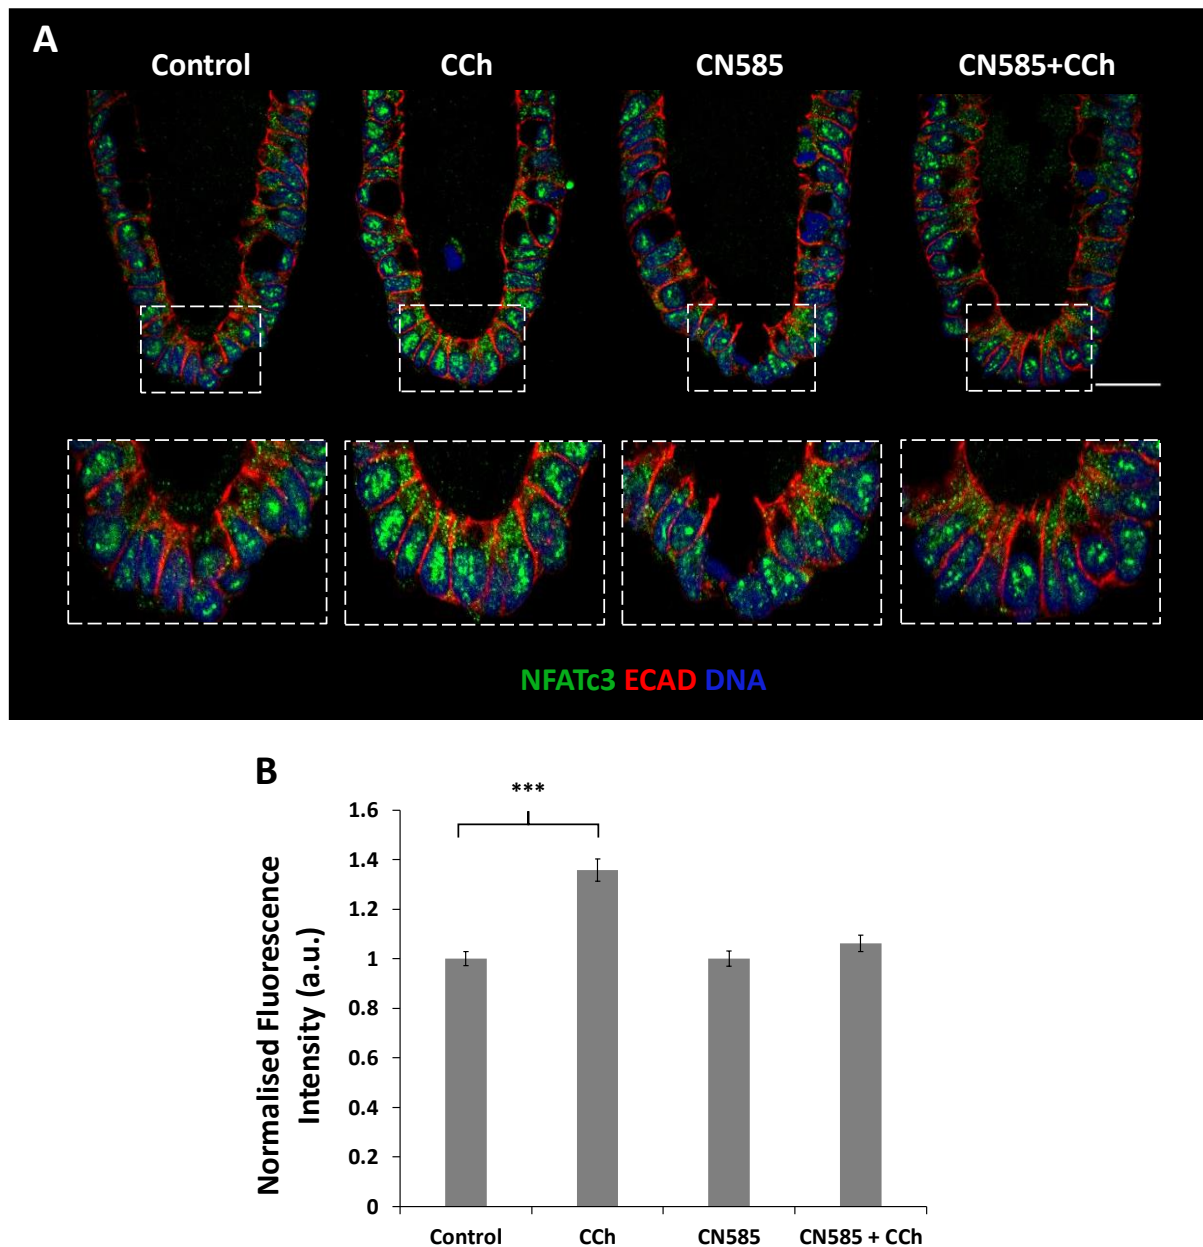 A
Control CCh CN585 CN585+CCh
NFATc3 ECAD DNA
B
***
Normalised Fluorescence
Intensity (a.u.)
1.6
1.4
1.2
1
0.8
0.6
0.4
0.2
0
Control CCh CN585 CN585 + CCh